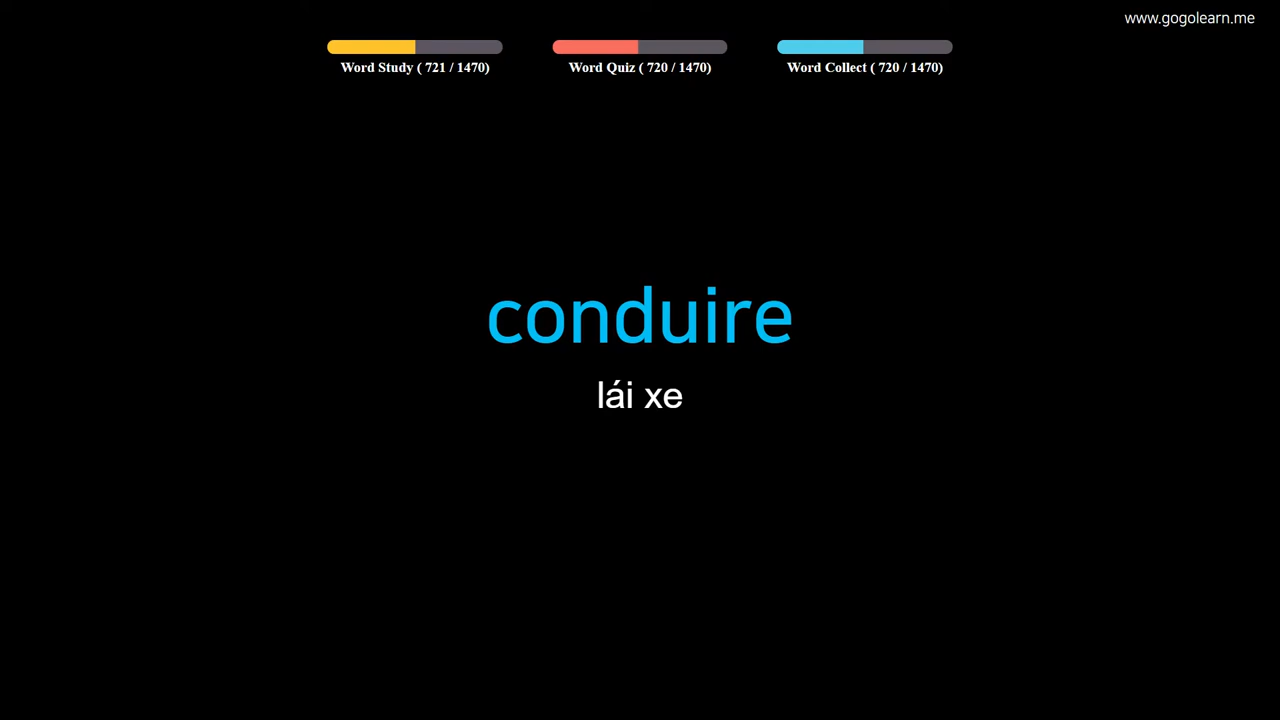 www.gogolearn.me
Word Study ( 721 / 1470)
Word Quiz ( 720 / 1470)
Word Collect ( 720 / 1470)
conduire
lái xe